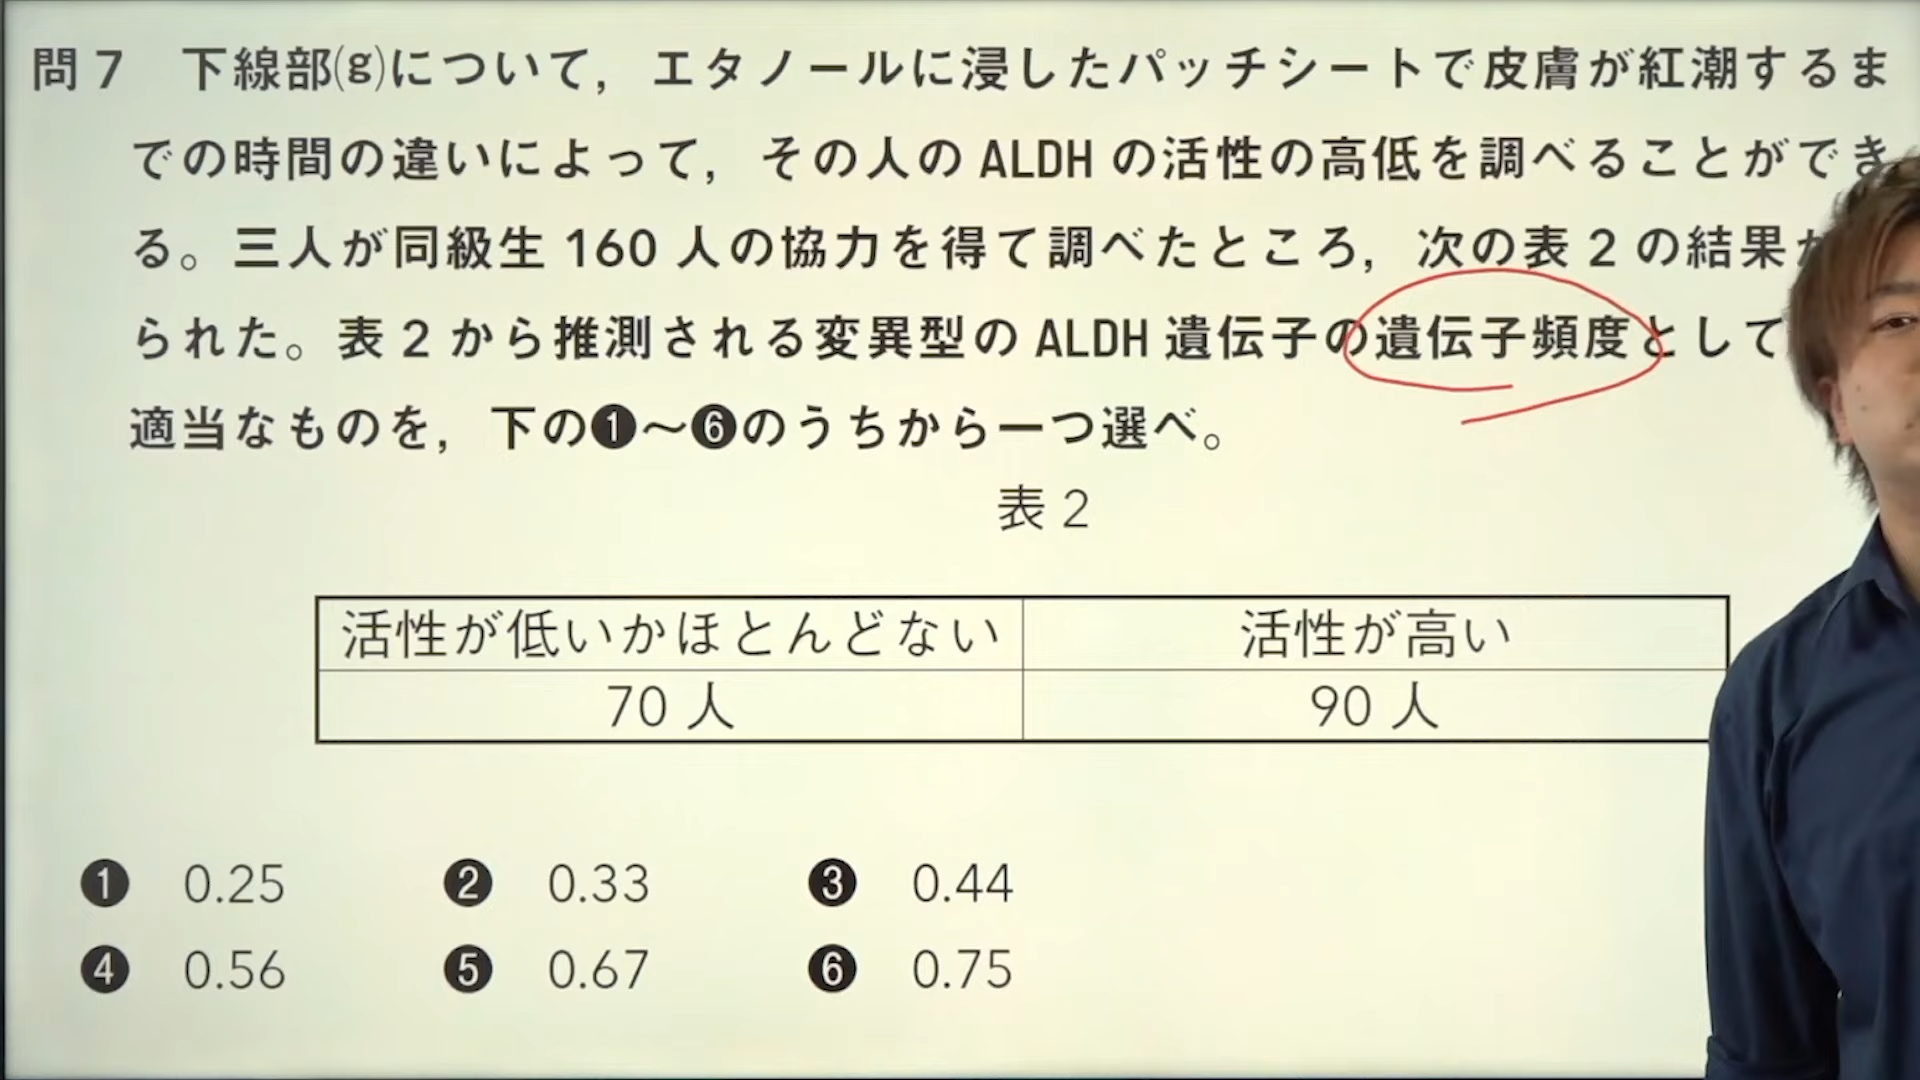 問7 下線部(g)について，エタノールに浸したパッチシートで皮膚が紅潮するま
での時間の違いによって，その人の ALDH の活性の高低を調べることができ
る。三人が同級生 160 人の協力を得て調べたところ，次の表 2 の結果が
られた。表 2 から推測される変異型の ALDH 遺伝子の遺伝子頻度として
適当なものを，下の❶～❻のうちから一つ選べ。
表 2
活性が低いかほとんどない 活性が高い
70 人 90 人
❶ 0.25 ❷ 0.33 ❸ 0.44
❹ 0.56 ❺ 0.67 ❻ 0.75